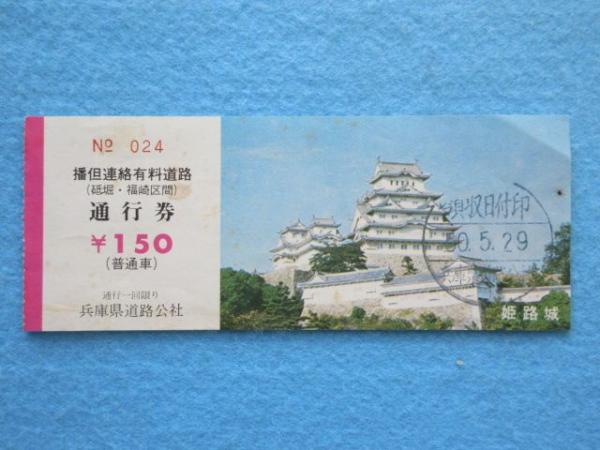 No 024
播但連絡有料道路
(砥堀・福崎区間)
通行券
¥150
(普通車)
通行一回限り
兵庫県道路公社
領収日付印
50.5.29
姫路城